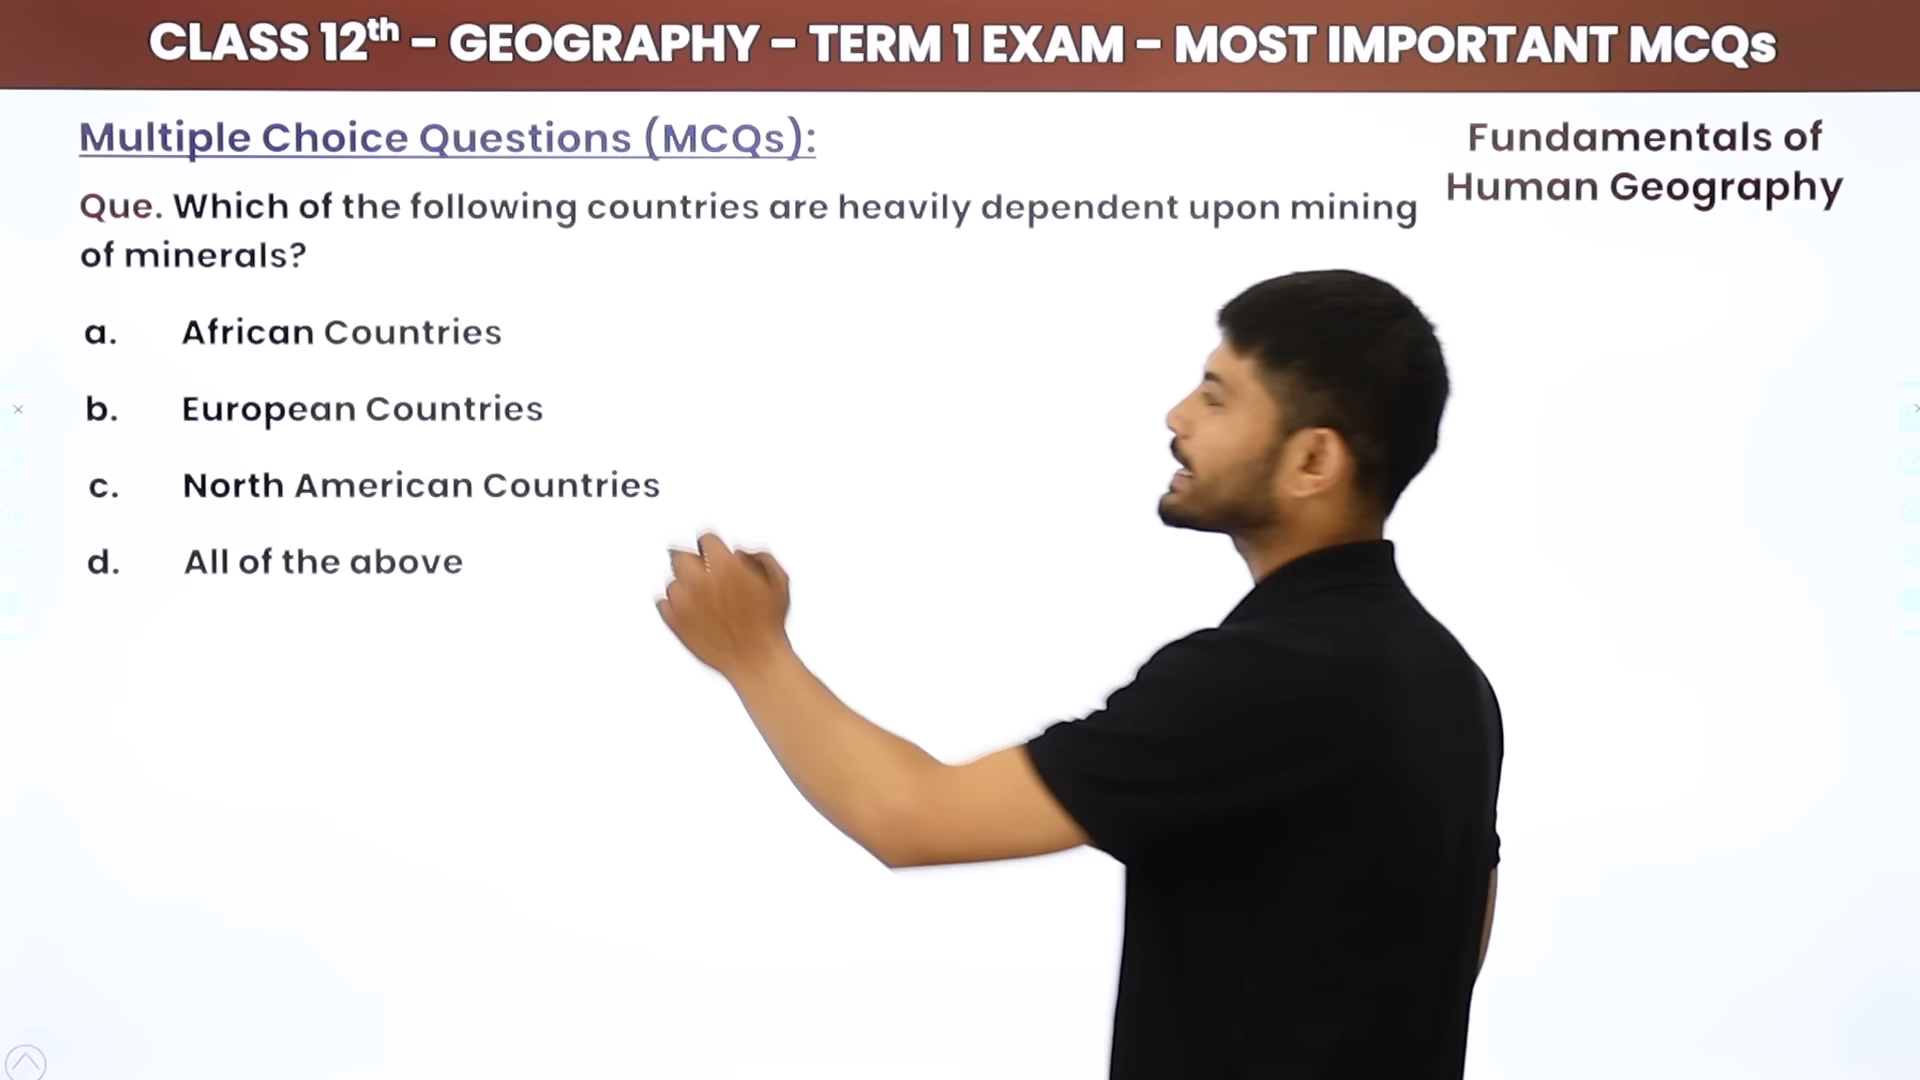 CLASS 12th – GEOGRAPHY – TERM 1 EXAM – MOST IMPORTANT MCQs
Multiple Choice Questions (MCQs):
Fundamentals of
Human Geography
Que. Which of the following countries are heavily dependent upon mining
of minerals?
a. African Countries
b. European Countries
c. North American Countries
d. All of the above